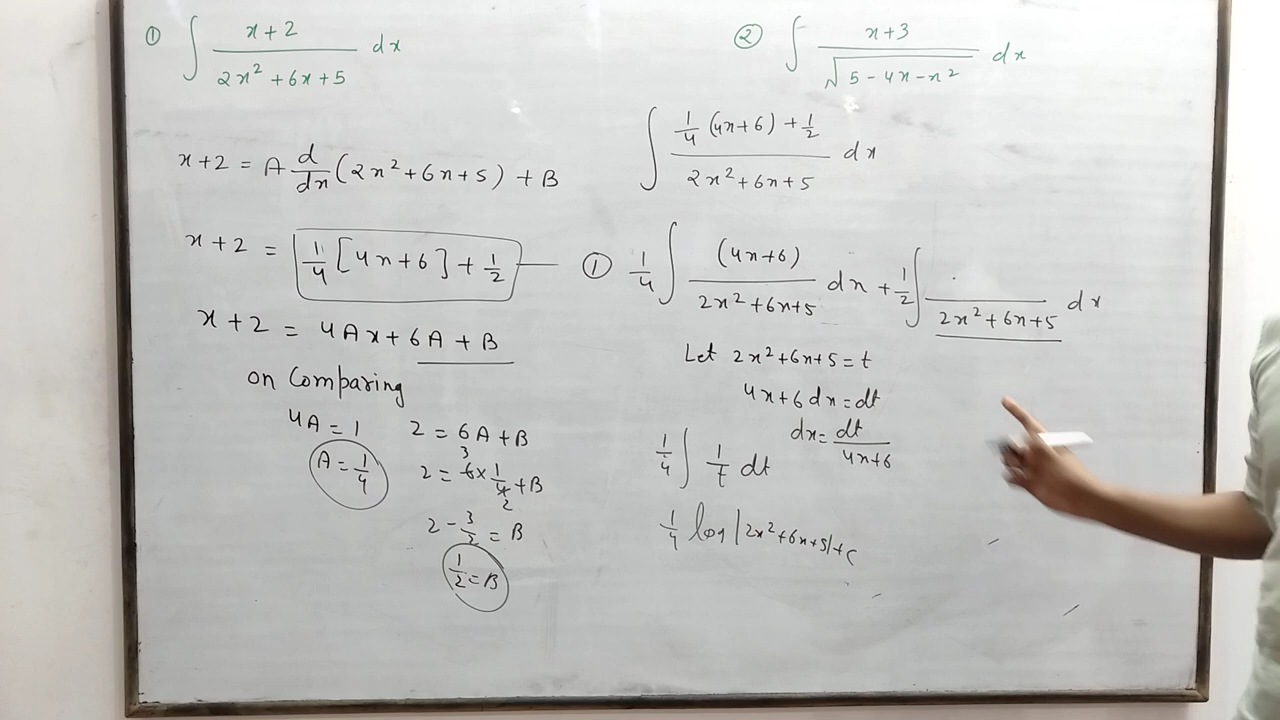 ① ∫ x+2 / 2x² + 6x + 5 dx
x+2 = A d/dx (2x² + 6x + 5) + B
x+2 = 1/4 [4x+6] + 1/2 — ①
x+2 = 4Ax + 6A + B
on Comparing
4A = 1
A = 1/4
2 = 6A + B
2 = 6 × 1/4 + B
3
2
2 - 3/2 = B
1/2 = B
② ∫ x+3 / √5 - 4x - x² dx
∫ 1/4 (4x+6) + 1/2 / 2x² + 6x + 5 dx
1/4 ∫ (4x+6) / 2x² + 6x + 5 dx + 1/2 ∫ / 2x² + 6x + 5 dx
Let 2x² + 6x + 5 = t
4x + 6 dx = dt
dx = dt / 4x+6
1/4 ∫ 1/t dt
1/4 log |2x² + 6x + 5| + c